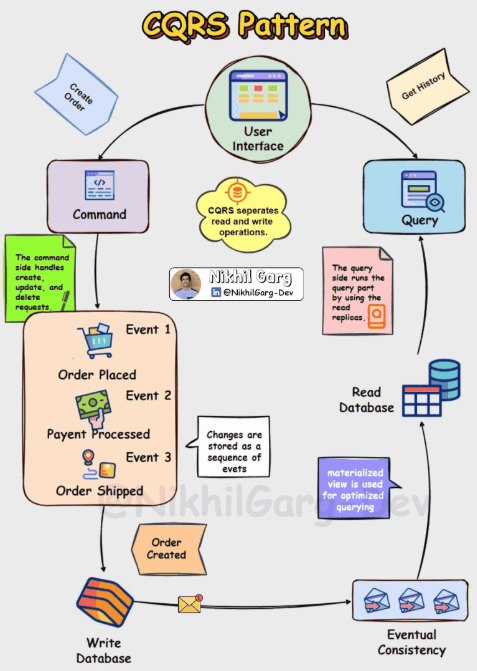 CQRS Pattern
Create
Order
Get History
User
Interface
Command
Query
CQRS seperates
read and write
operations.
The command
side handles
create,
update, and
delete
requests.
Nikhil Garg
in @NikhilGarg-Dev
The query
side runs the
query part
by using the
read
replicas.
Event 1
Order Placed
Event 2
Payent Processed
Event 3
Order Shipped
Read
Database
Changes are
stored as a
sequence of
evets
materialized
view is used
for optimized
querying
@NikhilGarg-Dev
Order
Created
Write
Database
Eventual
Consistency